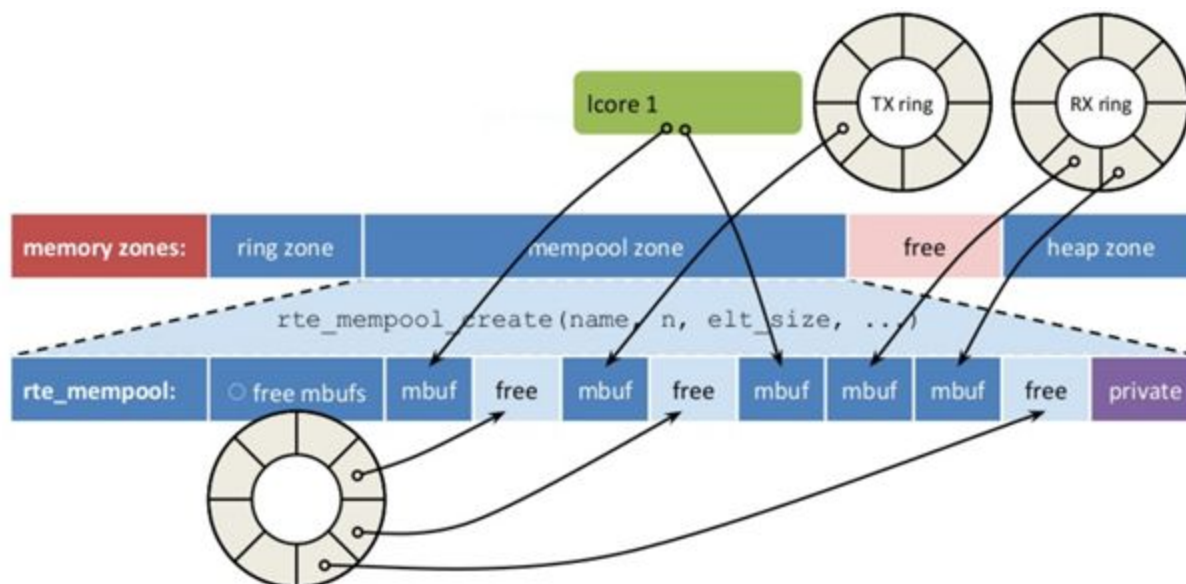 lcore 1
TX ring
RX ring
memory zones:
ring zone
mempool zone
free
heap zone
rte_mempool_create(name, n, elt_size, ...)
rte_mempool:
free mbufs
mbuf
free
mbuf
free
mbuf
mbuf
mbuf
free
private